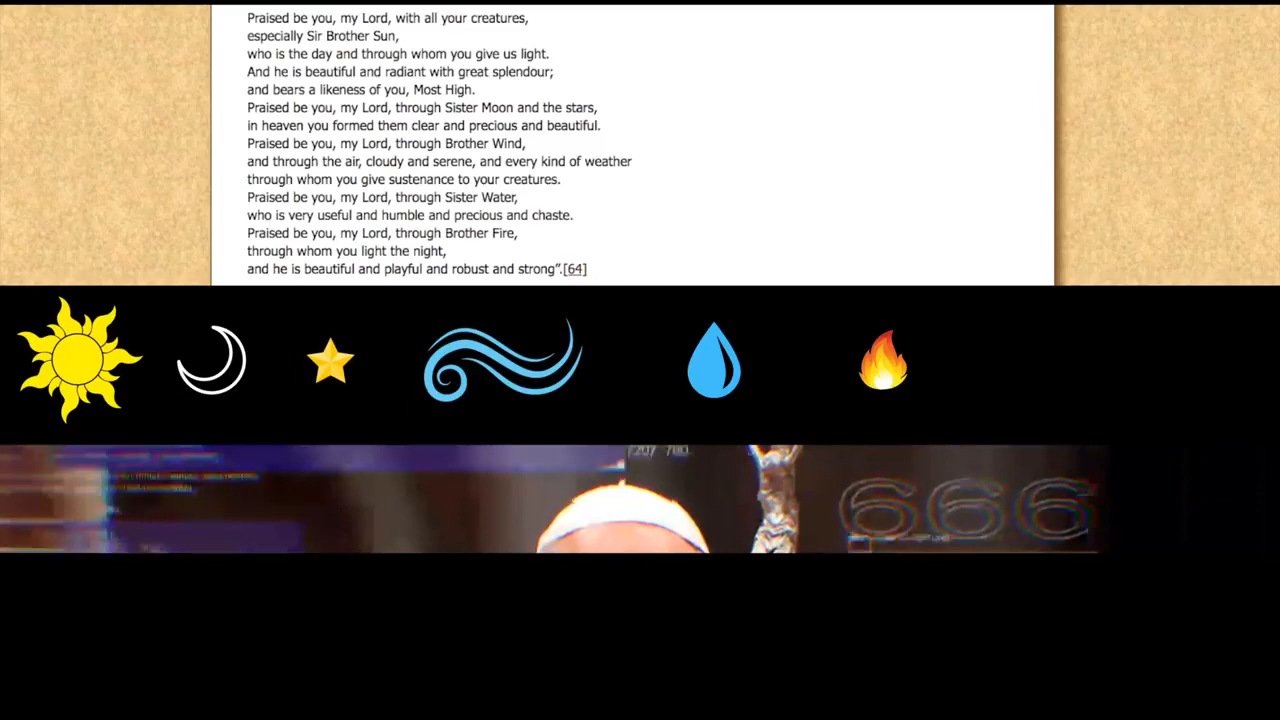 Praised be you, my Lord, with all your creatures,
especially Sir Brother Sun,
who is the day and through whom you give us light.
And he is beautiful and radiant with great splendour;
and bears a likeness of you, Most High.
Praised be you, my Lord, through Sister Moon and the stars,
in heaven you formed them clear and precious and beautiful.
Praised be you, my Lord, through Brother Wind,
and through the air, cloudy and serene, and every kind of weather
through whom you give sustenance to your creatures.
Praised be you, my Lord, through Sister Water,
who is very useful and humble and precious and chaste.
Praised be you, my Lord, through Brother Fire,
through whom you light the night,
and he is beautiful and playful and robust and strong”.[64]
666